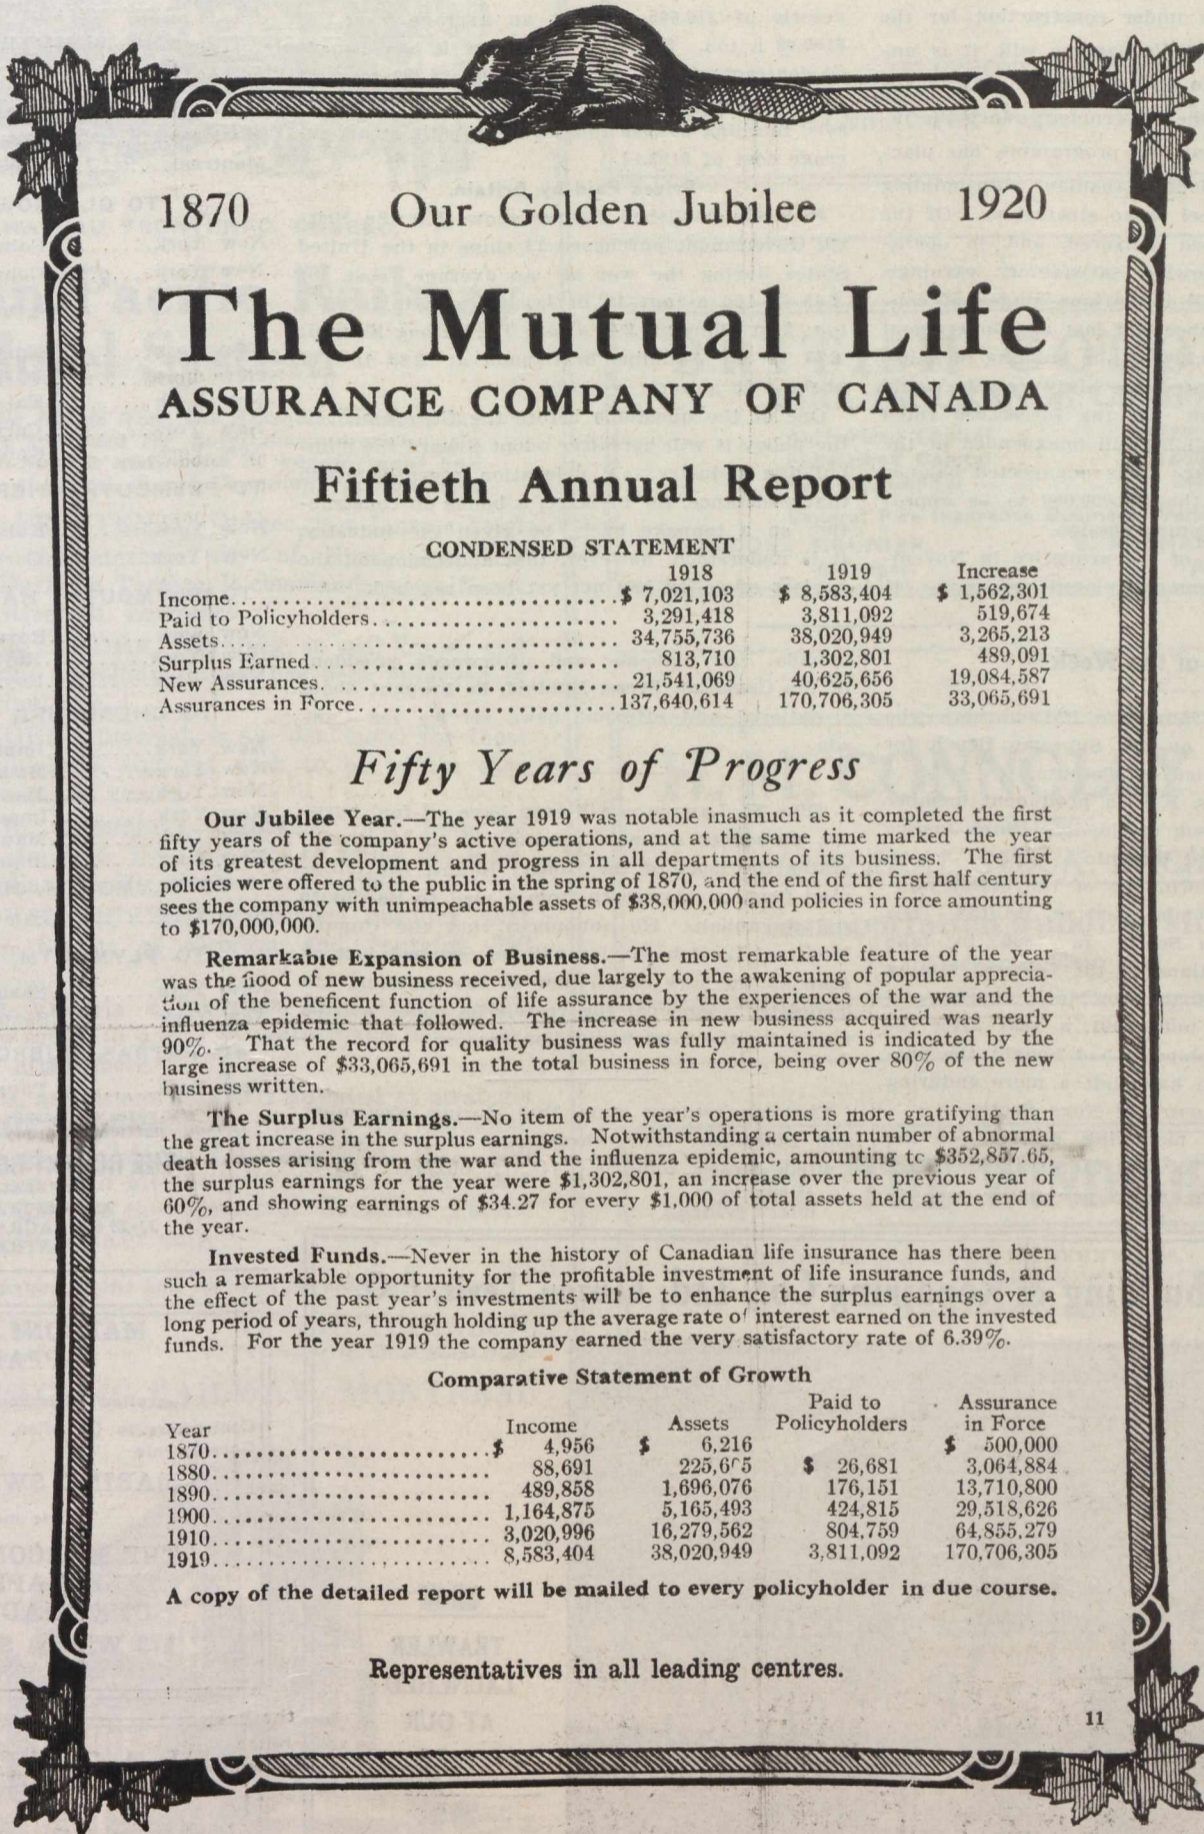 1870 Our Golden Jubilee 1920
The Mutual Life
ASSURANCE COMPANY OF CANADA
Fiftieth Annual Report
CONDENSED STATEMENT
1918 1919 Increase
Income.................................$ 7,021,103 $ 8,583,404 $ 1,562,301
Paid to Policyholders..................... 3,291,418 3,811,092 519,674
Assets................................. 34,755,736 38,020,949 3,265,213
Surplus Earned.......................... 813,710 1,302,801 489,091
New Assurances.......................... 21,541,069 40,625,656 19,084,587
Assurances in Force......................137,640,614 170,706,305 33,065,691
Fifty Years of Progress
Our Jubilee Year.—The year 1919 was notable inasmuch as it completed the first
fifty years of the company's active operations, and at the same time marked the year
of its greatest development and progress in all departments of its business. The first
policies were offered to the public in the spring of 1870, and the end of the first half century
sees the company with unimpeachable assets of $38,000,000 and policies in force amounting
to $170,000,000.
Remarkable Expansion of Business.—The most remarkable feature of the year
was the flood of new business received, due largely to the awakening of popular apprecia-
tion of the beneficent function of life assurance by the experiences of the war and the
influenza epidemic that followed. The increase in new business acquired was nearly
90%. That the record for quality business was fully maintained is indicated by the
large increase of $33,065,691 in the total business in force, being over 80% of the new
business written.
The Surplus Earnings.—No item of the year's operations is more gratifying than
the great increase in the surplus earnings. Notwithstanding a certain number of abnormal
death losses arising from the war and the influenza epidemic, amounting to $352,857.65,
the surplus earnings for the year were $1,302,801, an increase over the previous year of
60%, and showing earnings of $34.27 for every $1,000 of total assets held at the end of
the year.
Invested Funds.—Never in the history of Canadian life insurance has there been
such a remarkable opportunity for the profitable investment of life insurance funds, and
the effect of the past year's investments will be to enhance the surplus earnings over a
long period of years, through holding up the average rate of interest earned on the invested
funds. For the year 1919 the company earned the very satisfactory rate of 6.39%.
Comparative Statement of Growth
Paid to Assurance
Year Income Assets Policyholders in Force
1870........................$ 4,956 $ 6,216 $ 500,000
1880........................ 88,691 $ 26,681 3,064,884
1890........................ 489,858 1,696,076 176,151 13,710,800
1900........................ 1,164,875 5,165,493 424,815 29,518,626
1910........................ 3,020,996 16,279,562 804,759 64,855,279
1919........................ 8,583,404 38,020,949 3,811,092 170,706,305
A copy of the detailed report will be mailed to every policyholder in due course.
Representatives in all leading centres.
11